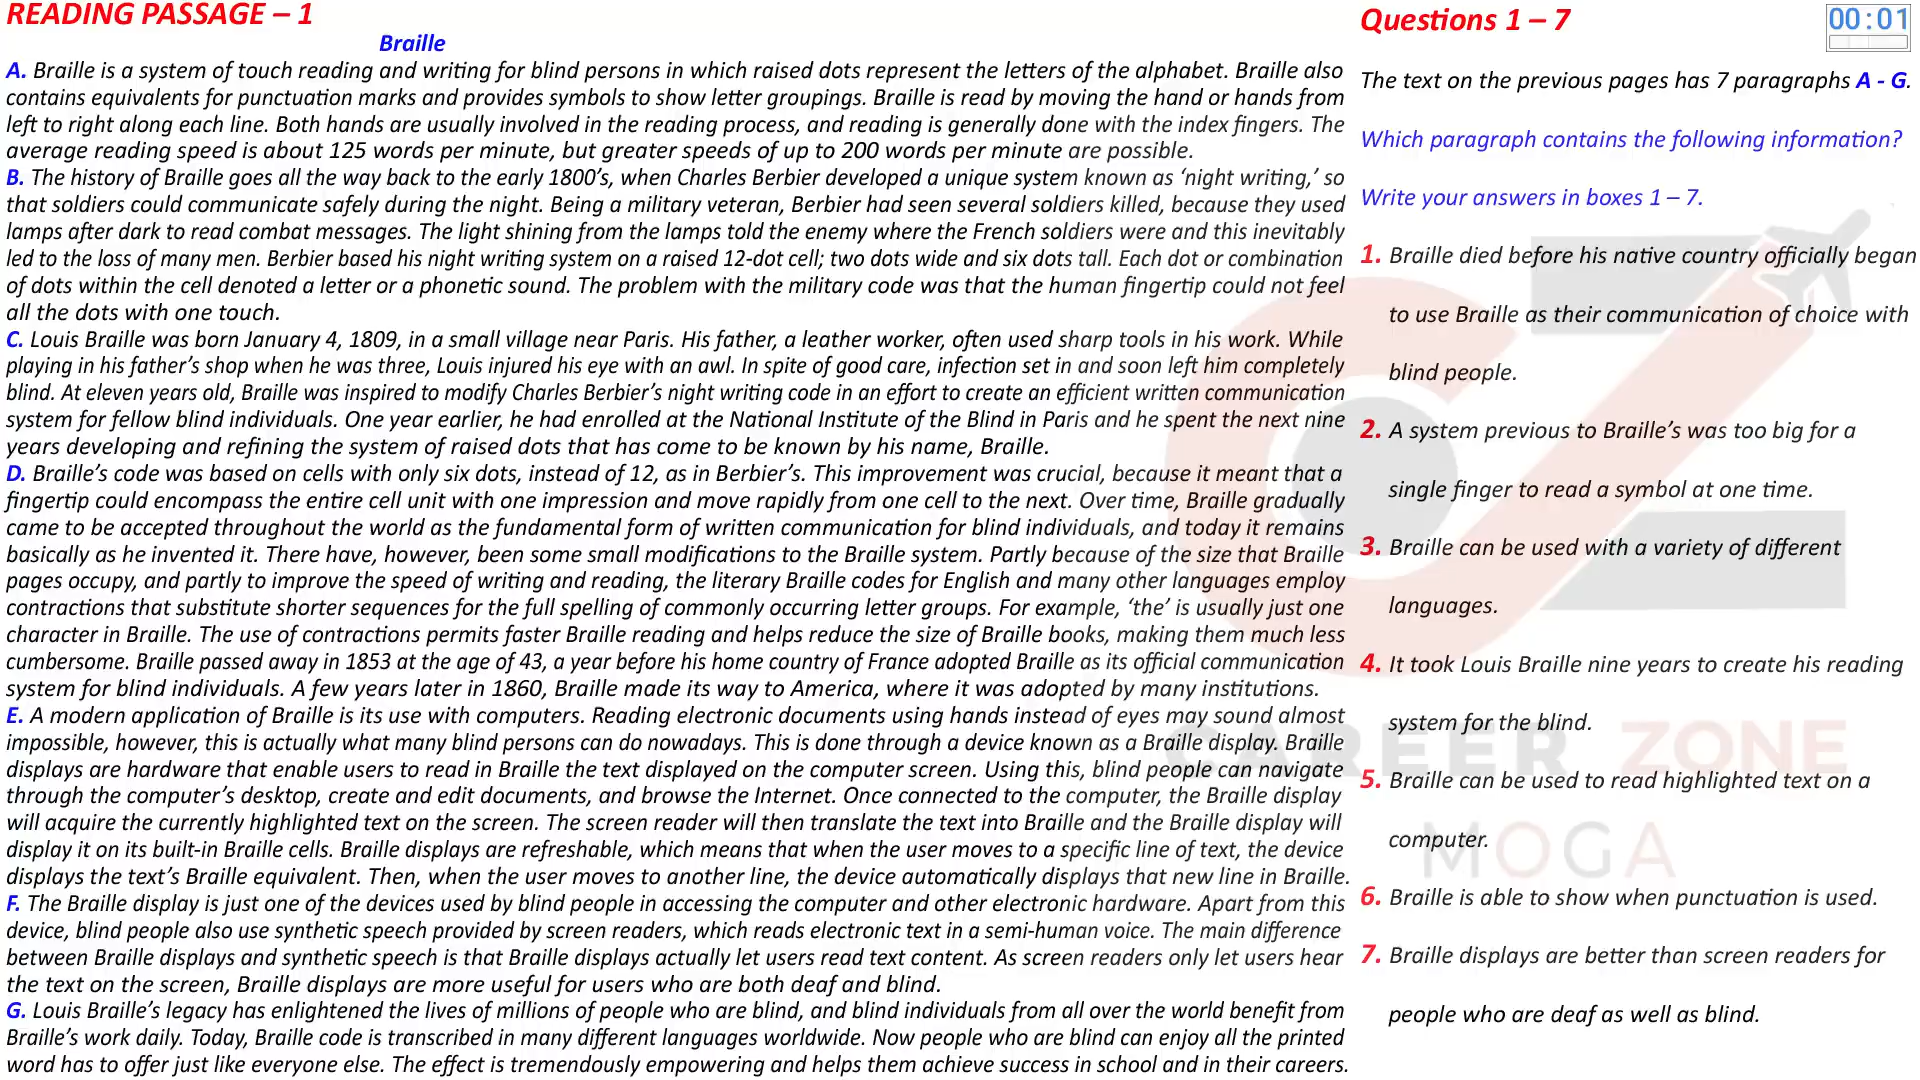 READING PASSAGE – 1
Braille
A. Braille is a system of touch reading and writing for blind persons in which raised dots represent the letters of the alphabet. Braille also
contains equivalents for punctuation marks and provides symbols to show letter groupings. Braille is read by moving the hand or hands from
left to right along each line. Both hands are usually involved in the reading process, and reading is generally done with the index fingers. The
average reading speed is about 125 words per minute, but greater speeds of up to 200 words per minute are possible.
B. The history of Braille goes all the way back to the early 1800’s, when Charles Berbier developed a unique system known as ‘night writing,’ so
that soldiers could communicate safely during the night. Being a military veteran, Berbier had seen several soldiers killed, because they used
lamps after dark to read combat messages. The light shining from the lamps told the enemy where the French soldiers were and this inevitably
led to the loss of many men. Berbier based his night writing system on a raised 12-dot cell; two dots wide and six dots tall. Each dot or combination
of dots within the cell denoted a letter or a phonetic sound. The problem with the military code was that the human fingertip could not feel
all the dots with one touch.
C. Louis Braille was born January 4, 1809, in a small village near Paris. His father, a leather worker, often used sharp tools in his work. While
playing in his father’s shop when he was three, Louis injured his eye with an awl. In spite of good care, infection set in and soon left him completely
blind. At eleven years old, Braille was inspired to modify Charles Berbier’s night writing code in an effort to create an efficient written communication
system for fellow blind individuals. One year earlier, he had enrolled at the National Institute of the Blind in Paris and he spent the next nine
years developing and refining the system of raised dots that has come to be known by his name, Braille.
D. Braille’s code was based on cells with only six dots, instead of 12, as in Berbier’s. This improvement was crucial, because it meant that a
fingertip could encompass the entire cell unit with one impression and move rapidly from one cell to the next. Over time, Braille gradually
came to be accepted throughout the world as the fundamental form of written communication for blind individuals, and today it remains
basically as he invented it. There have, however, been some small modifications to the Braille system. Partly because of the size that Braille
pages occupy, and partly to improve the speed of writing and reading, the literary Braille codes for English and many other languages employ
contractions that substitute shorter sequences for the full spelling of commonly occurring letter groups. For example, ‘the’ is usually just one
character in Braille. The use of contractions permits faster Braille reading and helps reduce the size of Braille books, making them much less
cumbersome. Braille passed away in 1853 at the age of 43, a year before his home country of France adopted Braille as its official communication
system for blind individuals. A few years later in 1860, Braille made its way to America, where it was adopted by many institutions.
E. A modern application of Braille is its use with computers. Reading electronic documents using hands instead of eyes may sound almost
impossible, however, this is actually what many blind persons can do nowadays. This is done through a device known as a Braille display. Braille
displays are hardware that enable users to read in Braille the text displayed on the computer screen. Using this, blind people can navigate
through the computer’s desktop, create and edit documents, and browse the Internet. Once connected to the computer, the Braille display
will acquire the currently highlighted text on the screen. The screen reader will then translate the text into Braille and the Braille display will
display it on its built-in Braille cells. Braille displays are refreshable, which means that when the user moves to a specific line of text, the device
displays the text’s Braille equivalent. Then, when the user moves to another line, the device automatically displays that new line in Braille.
F. The Braille display is just one of the devices used by blind people in accessing the computer and other electronic hardware. Apart from this
device, blind people also use synthetic speech provided by screen readers, which reads electronic text in a semi-human voice. The main difference
between Braille displays and synthetic speech is that Braille displays actually let users read text content. As screen readers only let users hear
the text on the screen, Braille displays are more useful for users who are both deaf and blind.
G. Louis Braille’s legacy has enlightened the lives of millions of people who are blind, and blind individuals from all over the world benefit from
Braille’s work daily. Today, Braille code is transcribed in many different languages worldwide. Now people who are blind can enjoy all the printed
word has to offer just like everyone else. The effect is tremendously empowering and helps them achieve success in school and in their careers.
Questions 1 – 7
00:01
The text on the previous pages has 7 paragraphs A - G.
Which paragraph contains the following information?
Write your answers in boxes 1 – 7.
1. Braille died before his native country officially began
to use Braille as their communication of choice with
blind people.
2. A system previous to Braille’s was too big for a
single finger to read a symbol at one time.
3. Braille can be used with a variety of different
languages.
4. It took Louis Braille nine years to create his reading
system for the blind.
5. Braille can be used to read highlighted text on a
computer.
6. Braille is able to show when punctuation is used.
7. Braille displays are better than screen readers for
people who are deaf as well as blind.
CAREER ZONE
MOGA